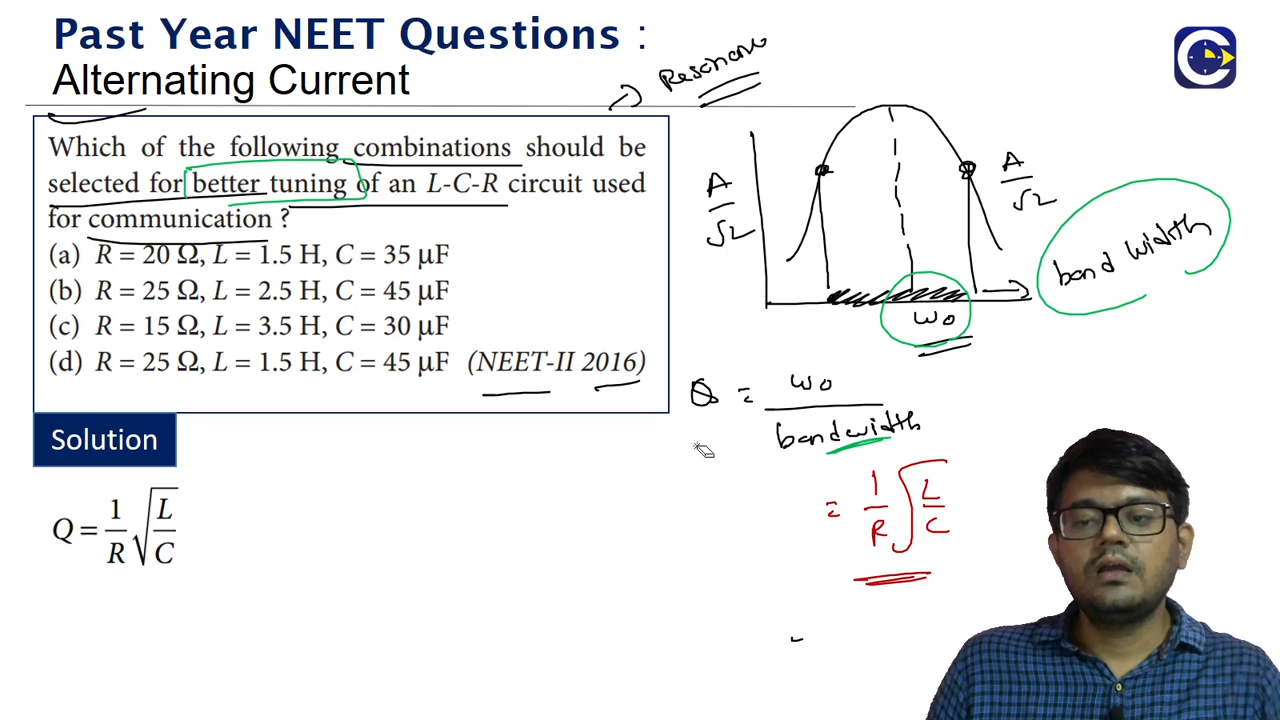 Past Year NEET Questions :
Alternating Current
Resonance
Which of the following combinations should be
selected for better tuning of an L-C-R circuit used
for communication ?
(a) R = 20 Ω, L = 1.5 H, C = 35 μF
(b) R = 25 Ω, L = 2.5 H, C = 45 μF
(c) R = 15 Ω, L = 3.5 H, C = 30 μF
(d) R = 25 Ω, L = 1.5 H, C = 45 μF (NEET-II 2016)
A/√2
A/√2
band width
ω0
Q = ω0/bandwidth
= 1/R √L/C
Solution
Q = 1/R √L/C